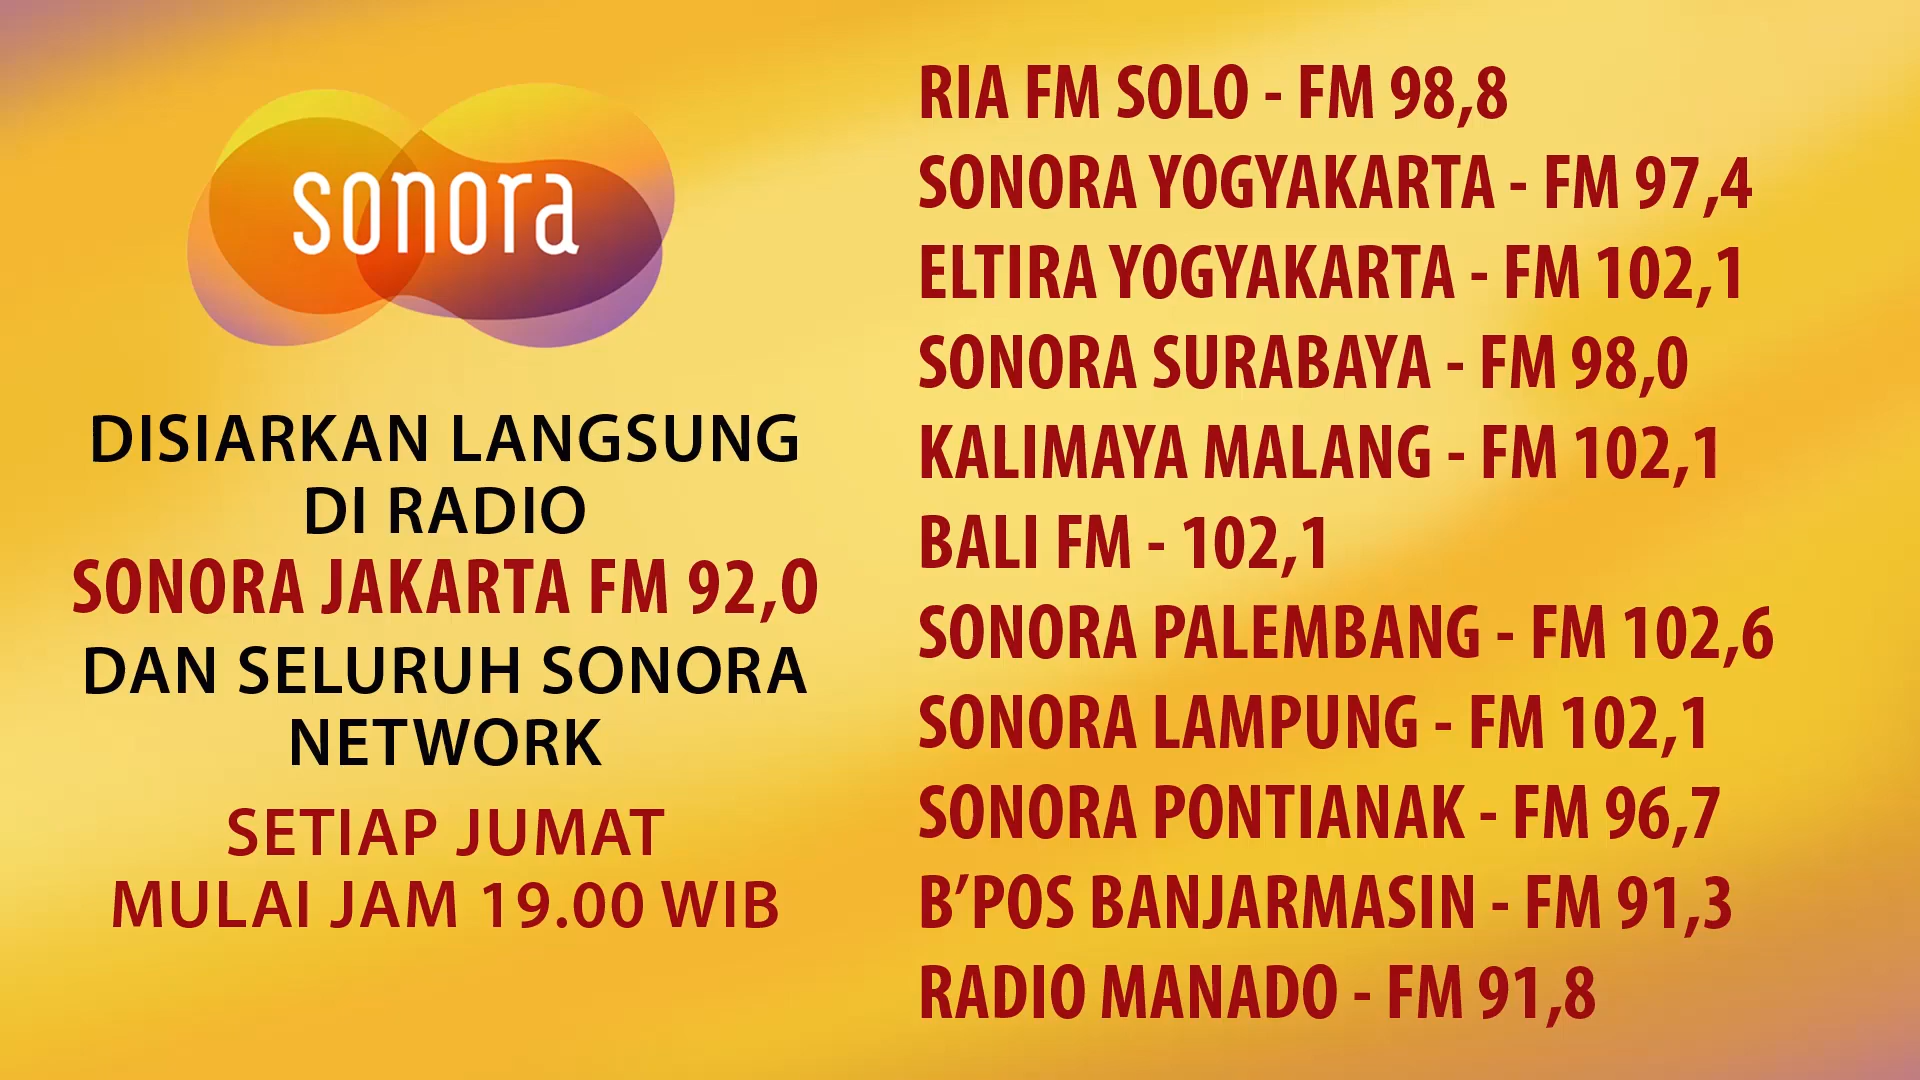 sonora
DISIARKAN LANGSUNG
DI RADIO
SONORA JAKARTA FM 92,0
DAN SELURUH SONORA
NETWORK
SETIAP JUMAT
MULAI JAM 19.00 WIB
RIA FM SOLO - FM 98,8
SONORA YOGYAKARTA - FM 97,4
ELTIRA YOGYAKARTA - FM 102,1
SONORA SURABAYA - FM 98,0
KALIMAYA MALANG - FM 102,1
BALI FM - 102,1
SONORA PALEMBANG - FM 102,6
SONORA LAMPUNG - FM 102,1
SONORA PONTIANAK - FM 96,7
B’POS BANJARMASIN - FM 91,3
RADIO MANADO - FM 91,8